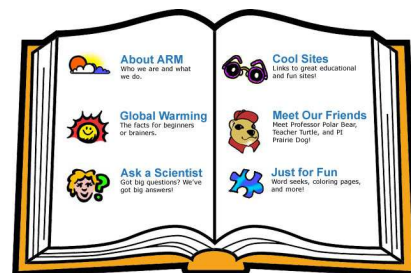 About ARM
Who we are and what
we do.
Global Warming
The facts for beginners
or brainers.
Ask a Scientist
Got big questions? We've
got big answers!
Cool Sites
Links to great educational
and fun sites!
Meet Our Friends
Meet Professor Polar Bear,
Teacher Turtle, and PI
Prairie Dog!
Just for Fun
Word seeks, coloring pages,
and more!